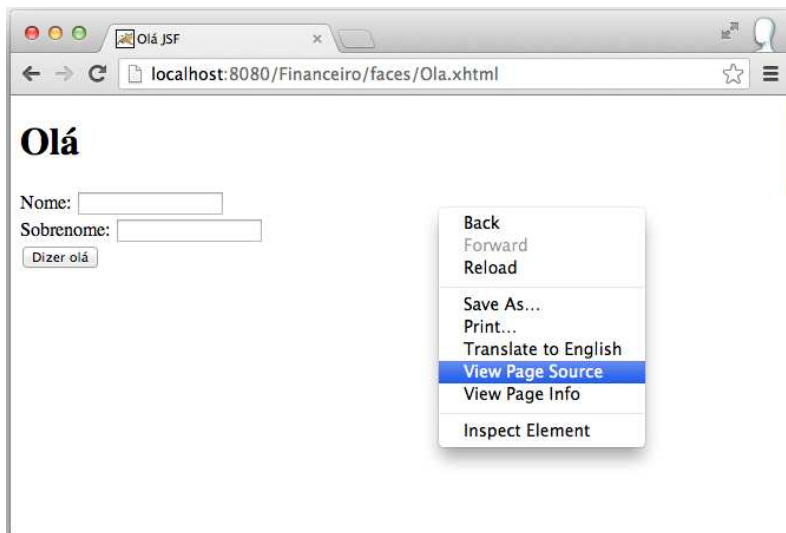 Olá JSF
localhost:8080/Financeiro/faces/Ola.xhtml
Olá
Nome:
Sobrenome:
Dizer olá
Back
Forward
Reload
Save As...
Print...
Translate to English
View Page Source
View Page Info
Inspect Element